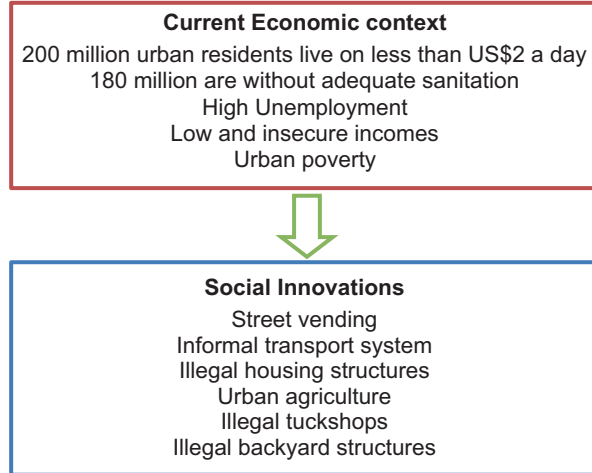 Current Economic context
200 million urban residents live on less than US$2 a day
180 million are without adequate sanitation
High Unemployment
Low and insecure incomes
Urban poverty
Social Innovations
Street vending
Informal transport system
Illegal housing structures
Urban agriculture
Illegal tuckshops
Illegal backyard structures